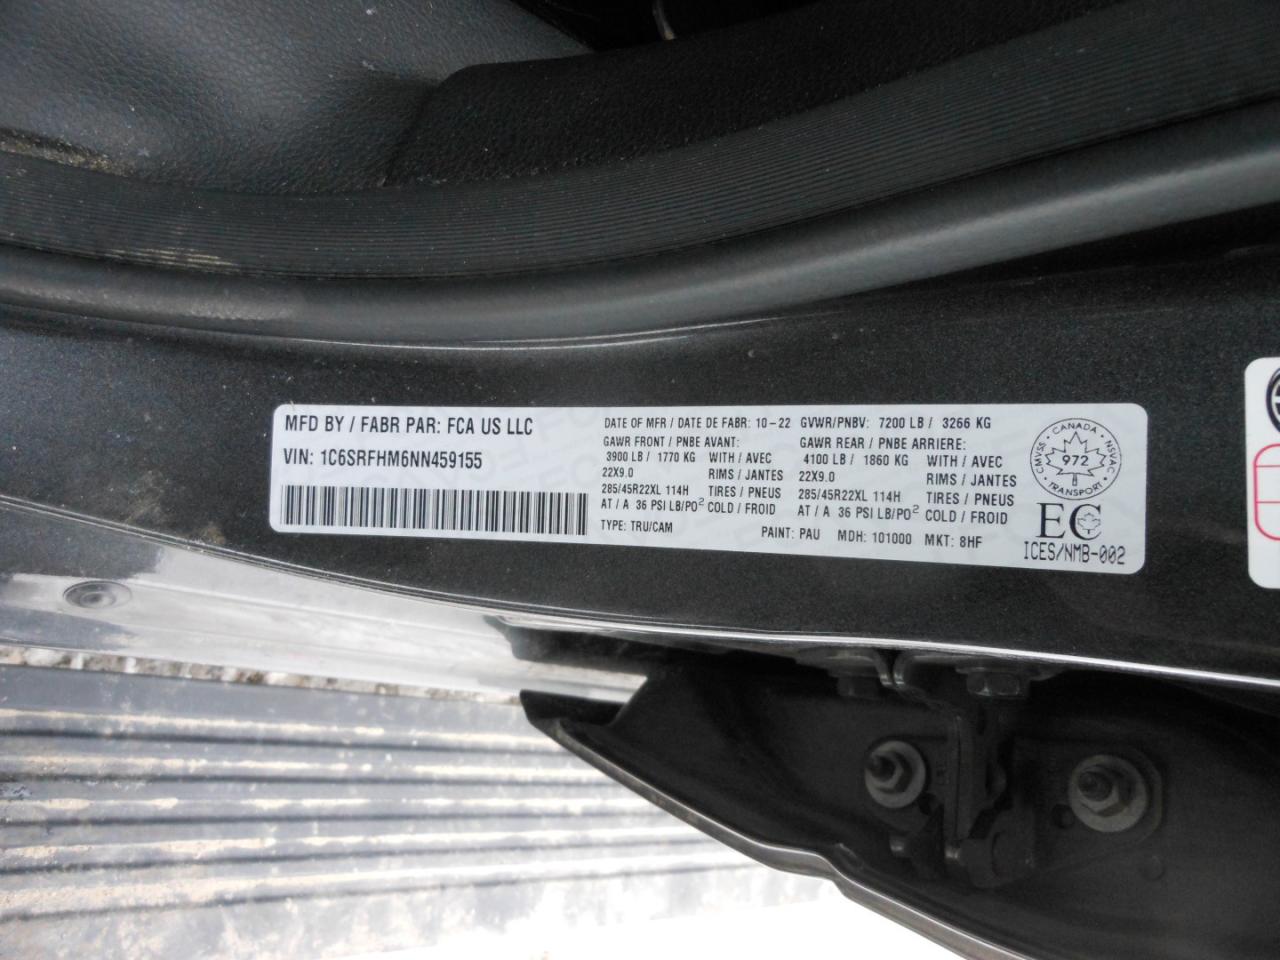 MFD BY / FABR PAR: FCA US LLC
VIN: 1C6SRFHM6NN459155
DATE OF MFR / DATE DE FABR: 10-22 GVWR/PNBV: 7200 LB / 3266 KG
GAWR FRONT / PNBE AVANT: GAWR REAR / PNBE ARRIERE:
3900 LB / 1770 KG WITH / AVEC 4100 LB / 1860 KG WITH / AVEC
22X9.0 RIMS / JANTES 22X9.0 RIMS / JANTES
285/45R22XL 114H TIRES / PNEUS 285/45R22XL 114H TIRES / PNEUS
AT / A 36 PSI LB/PO² COLD / FROID AT / A 36 PSI LB/PO² COLD / FROID
TYPE: TRU/CAM PAINT: PAU MDH: 101000 MKT: 8HF
CANADA
CMVSS 972 NSVAC
TRANSPORT
EC
ICES/NMB-002